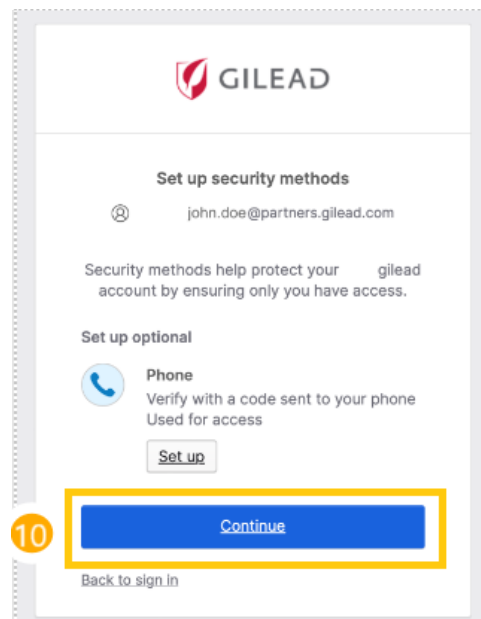 GILEAD
Set up security methods
john.doe@partners.gilead.com
Security methods help protect your gilead
account by ensuring only you have access.
Set up optional
Phone
Verify with a code sent to your phone
Used for access
Set up
10
Continue
Back to sign in